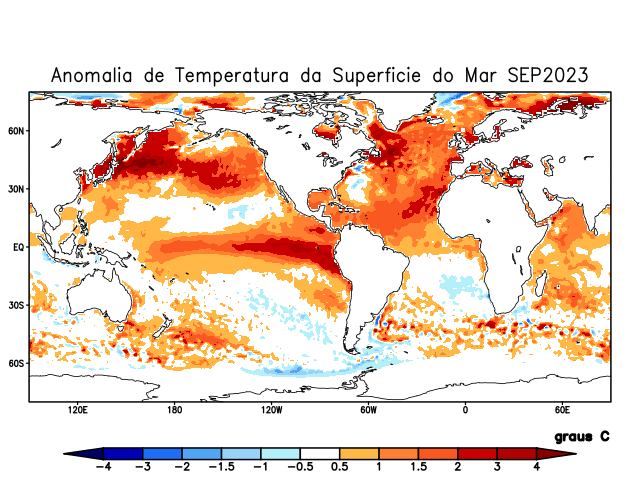 Anomalia de Temperatura da Superficie do Mar SEP2023
60N
30N
EQ
30S
60S
120E 180 120W 60W 0 60E
graus C
-4 -3 -2 -1.5 -1 -0.5 0.5 1 1.5 2 3 4